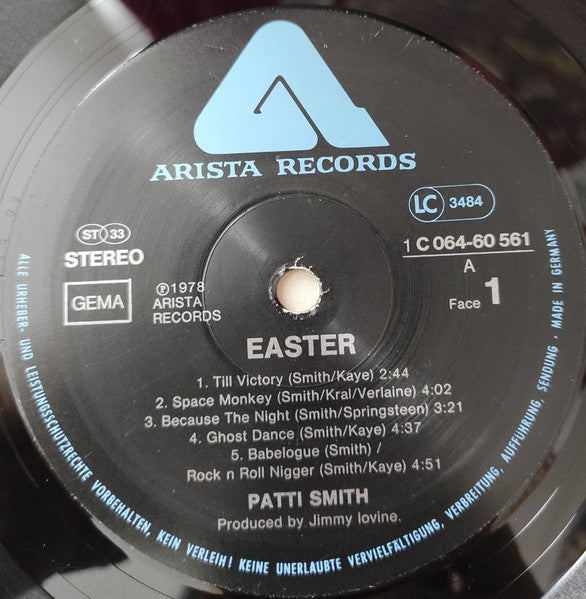 ARISTA RECORDS
LC 3484
ST 33
STEREO
1 C 064-60 561
A
Face 1
GEMA
℗1978
ARISTA
RECORDS
EASTER
1. Till Victory (Smith/Kaye) 2:44
2. Space Monkey (Smith/Kral/Verlaine) 4:02
3. Because The Night (Smith/Springsteen) 3:21
4. Ghost Dance (Smith/Kaye) 4:37
5. Babelogue (Smith) /
Rock n Roll Nigger (Smith/Kaye) 4:51
PATTI SMITH
Produced by Jimmy Iovine.
ALLE URHEBER- UND LEISTUNGSSCHUTZRECHTE VORBEHALTEN, KEIN VERLEIH! KEINE UNERLAUBTE VERVIELFÄLTIGUNG, VERBREITUNG, AUFFÜHRUNG, SENDUNG · MADE IN GERMANY